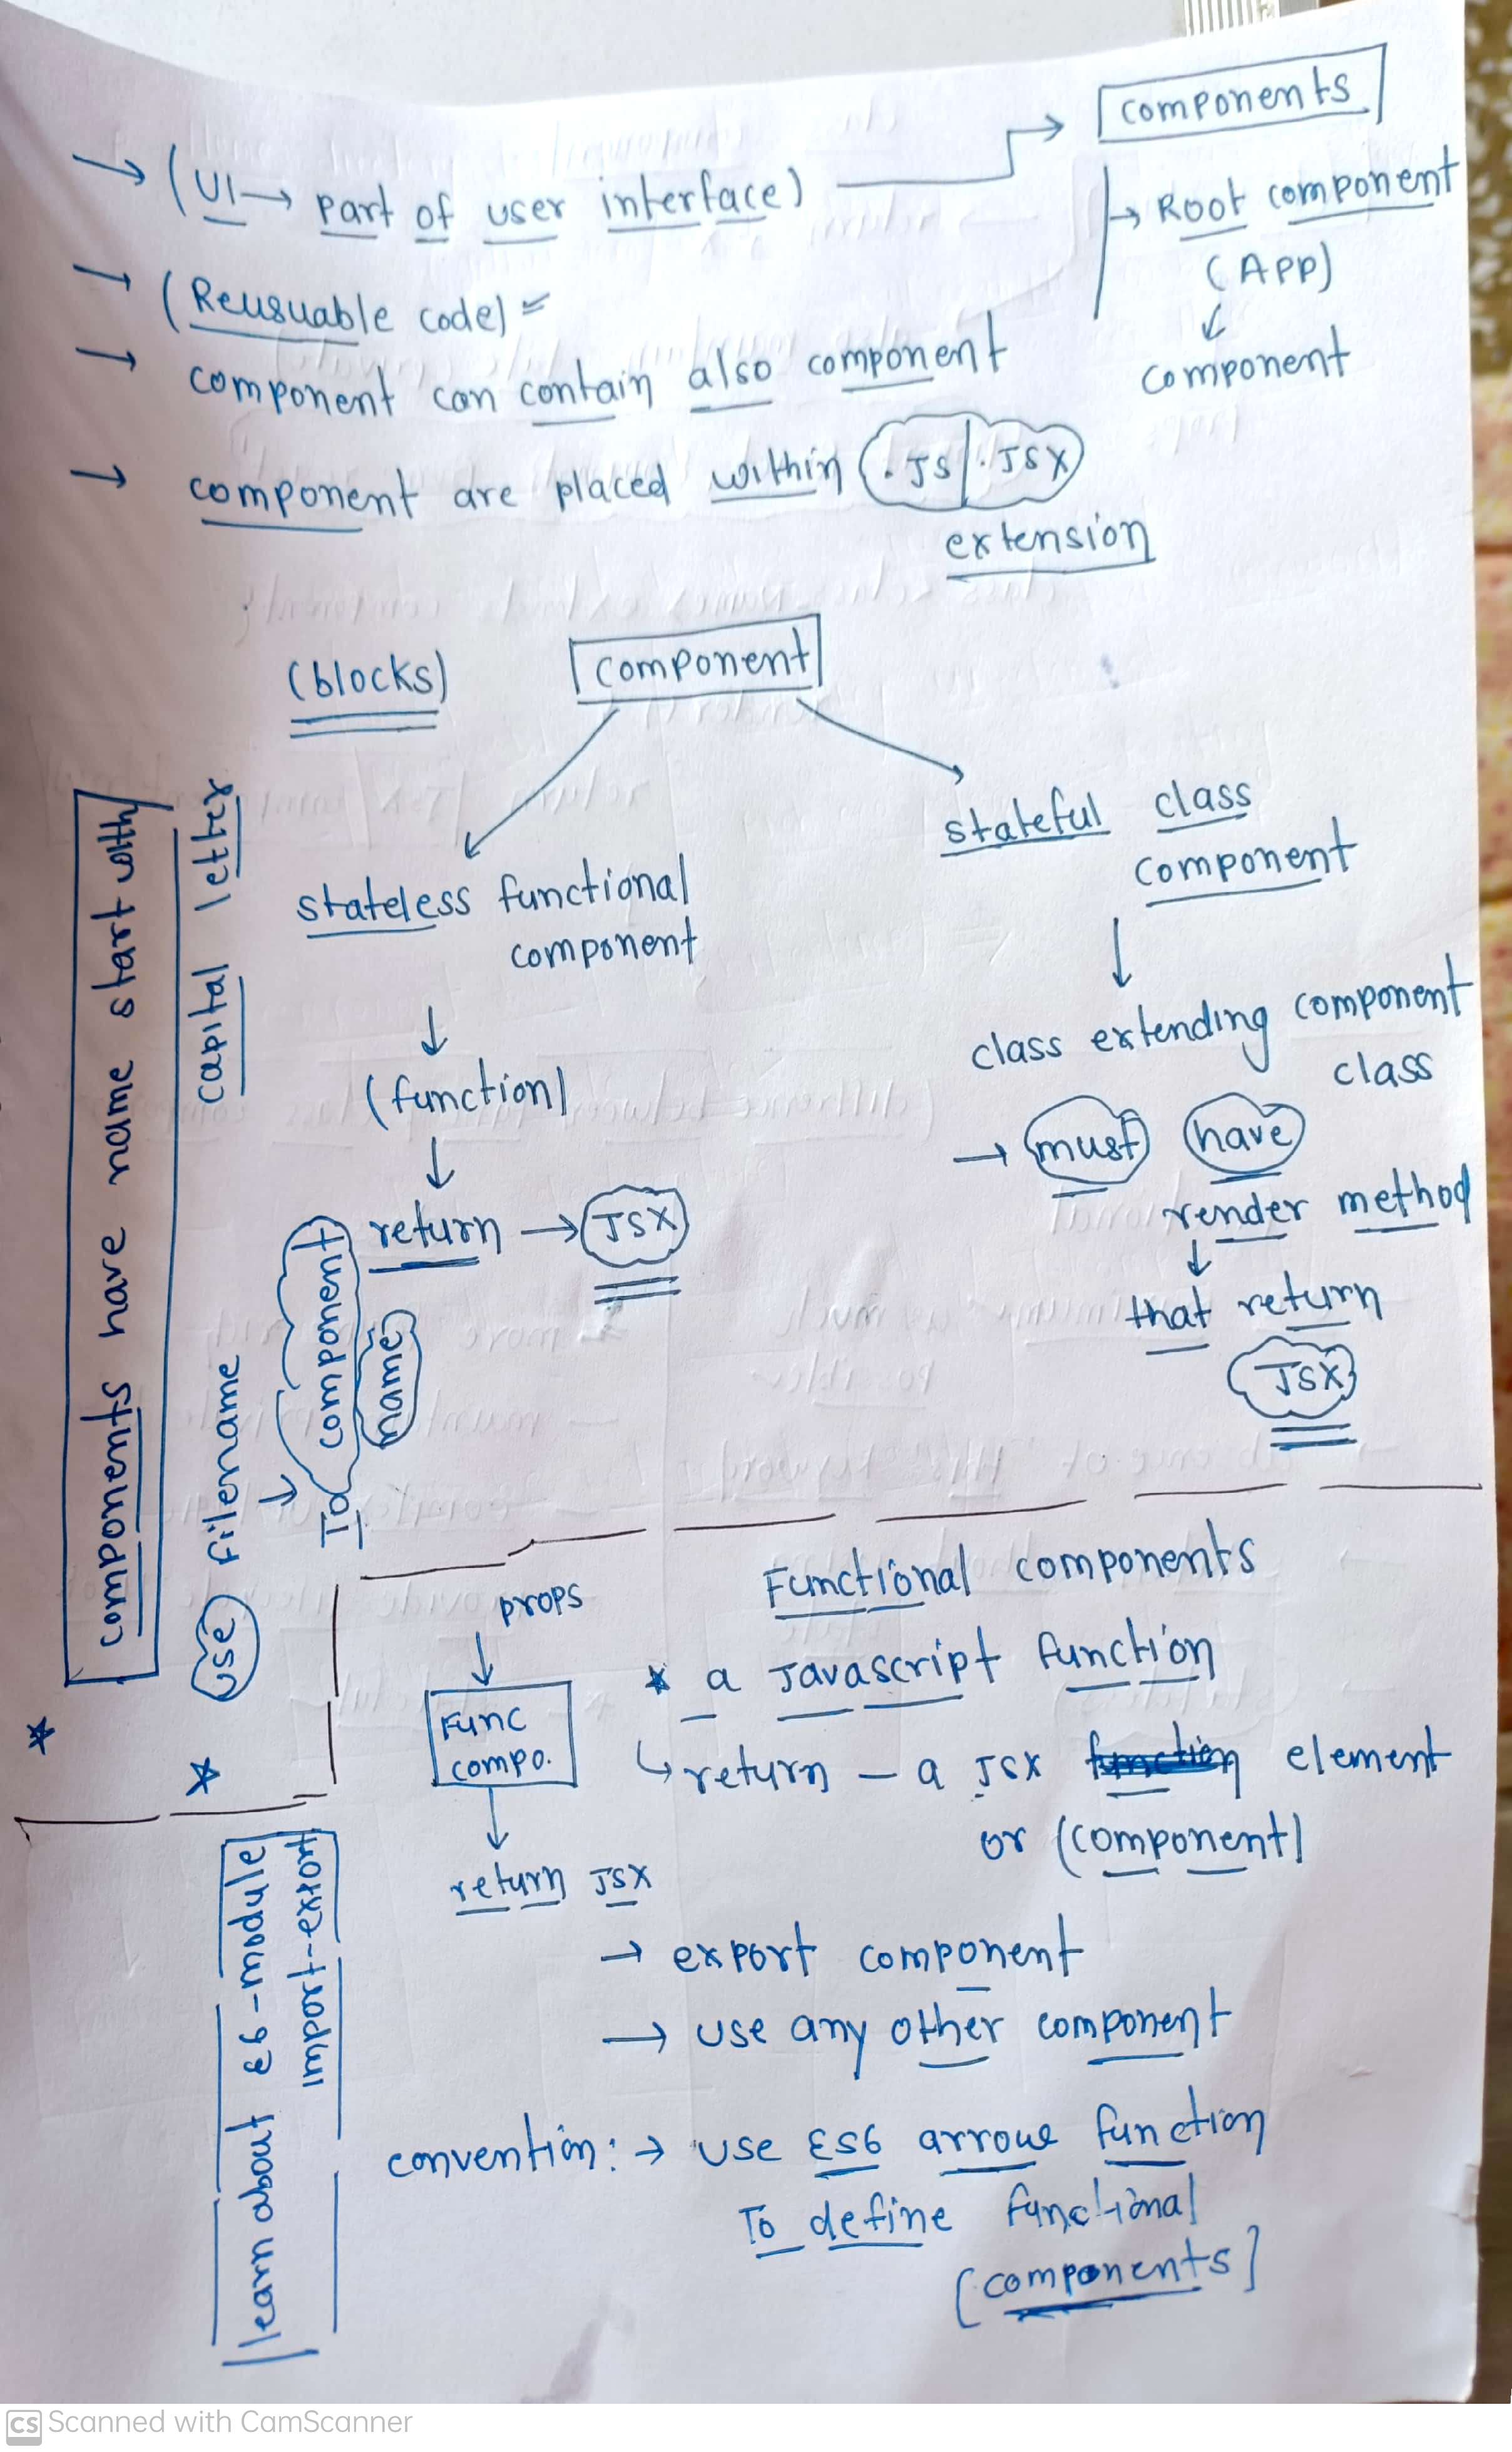 components
→ (UI → part of user interface) →
→ Root component
(APP)
↓
component
→ (Reusuable code)
→ component can contain also component
→ component are placed within (.JS/.JSX)
extension
(blocks)
component
stateless functional
component
↓
(function)
↓
return → JSX
stateful class
component
↓
class extending component
class
→ must have
render method
↓
that return
JSX
* components have name start with
capital letter
* use filename
↓
To component
name
learn about ES-module
import-export
props
↓
Func
compo.
↓
return JSX
Functional components
* a Javascript function
↳ return – a JSX function element
or (component)
→ export component
→ use any other component
convention: → use ES6 arrowe function
To define functional
[components]
CS Scanned with CamScanner